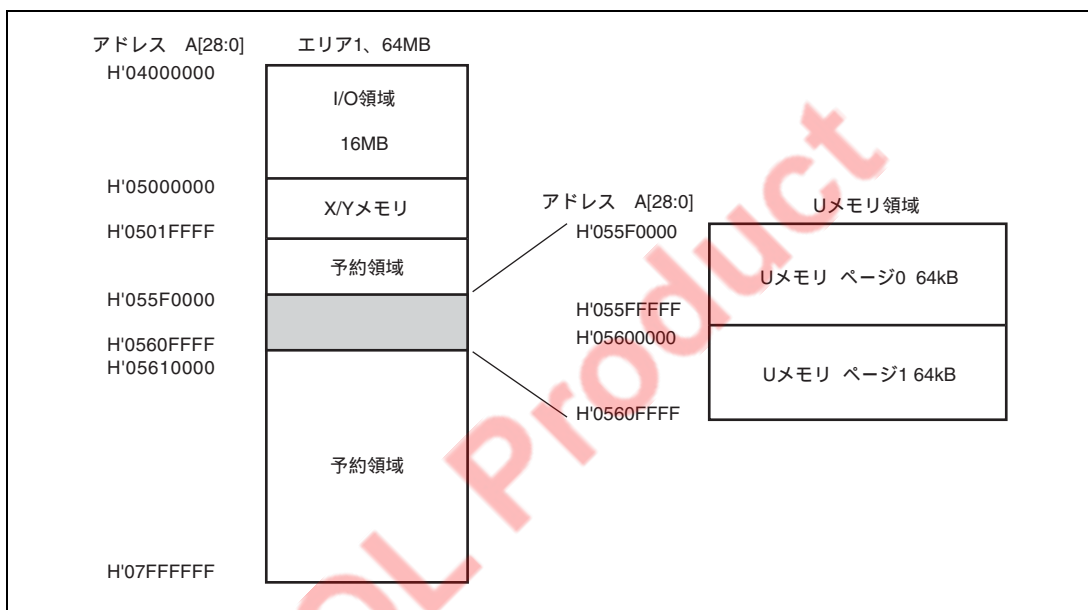 アドレス A[28:0]
エリア1、64MB
H'04000000
I/O領域
16MB
H'05000000
X/Yメモリ
H'0501FFFF
予約領域
H'055F0000
H'0560FFFF
H'05610000
予約領域
H'07FFFFFF
アドレス A[28:0]
Uメモリ領域
H'055F0000
Uメモリ ページ0 64kB
H'055FFFFF
H'05600000
Uメモリ ページ1 64kB
H'0560FFFF
OL Product